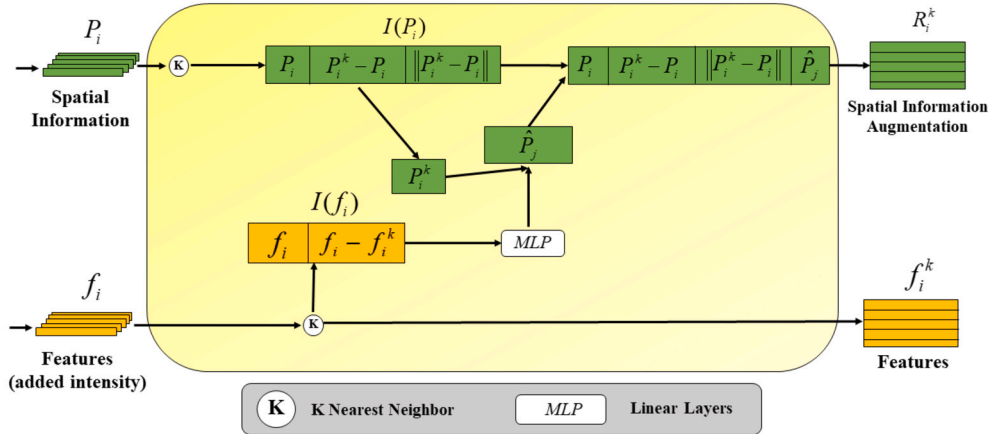 P_i
I(P_i)
R_i^k
K
P_i P_i^k − P_i ‖P_i^k − P_i‖
P_i P_i^k − P_i ‖P_i^k − P_i‖ P̂_j
Spatial
Information
Spatial Information
Augmentation
P̂_j
P_i^k
I(f_i)
f_i f_i − f_i^k
MLP
f_i
f_i^k
K
Features
(added intensity)
Features
K K Nearest Neighbor MLP Linear Layers